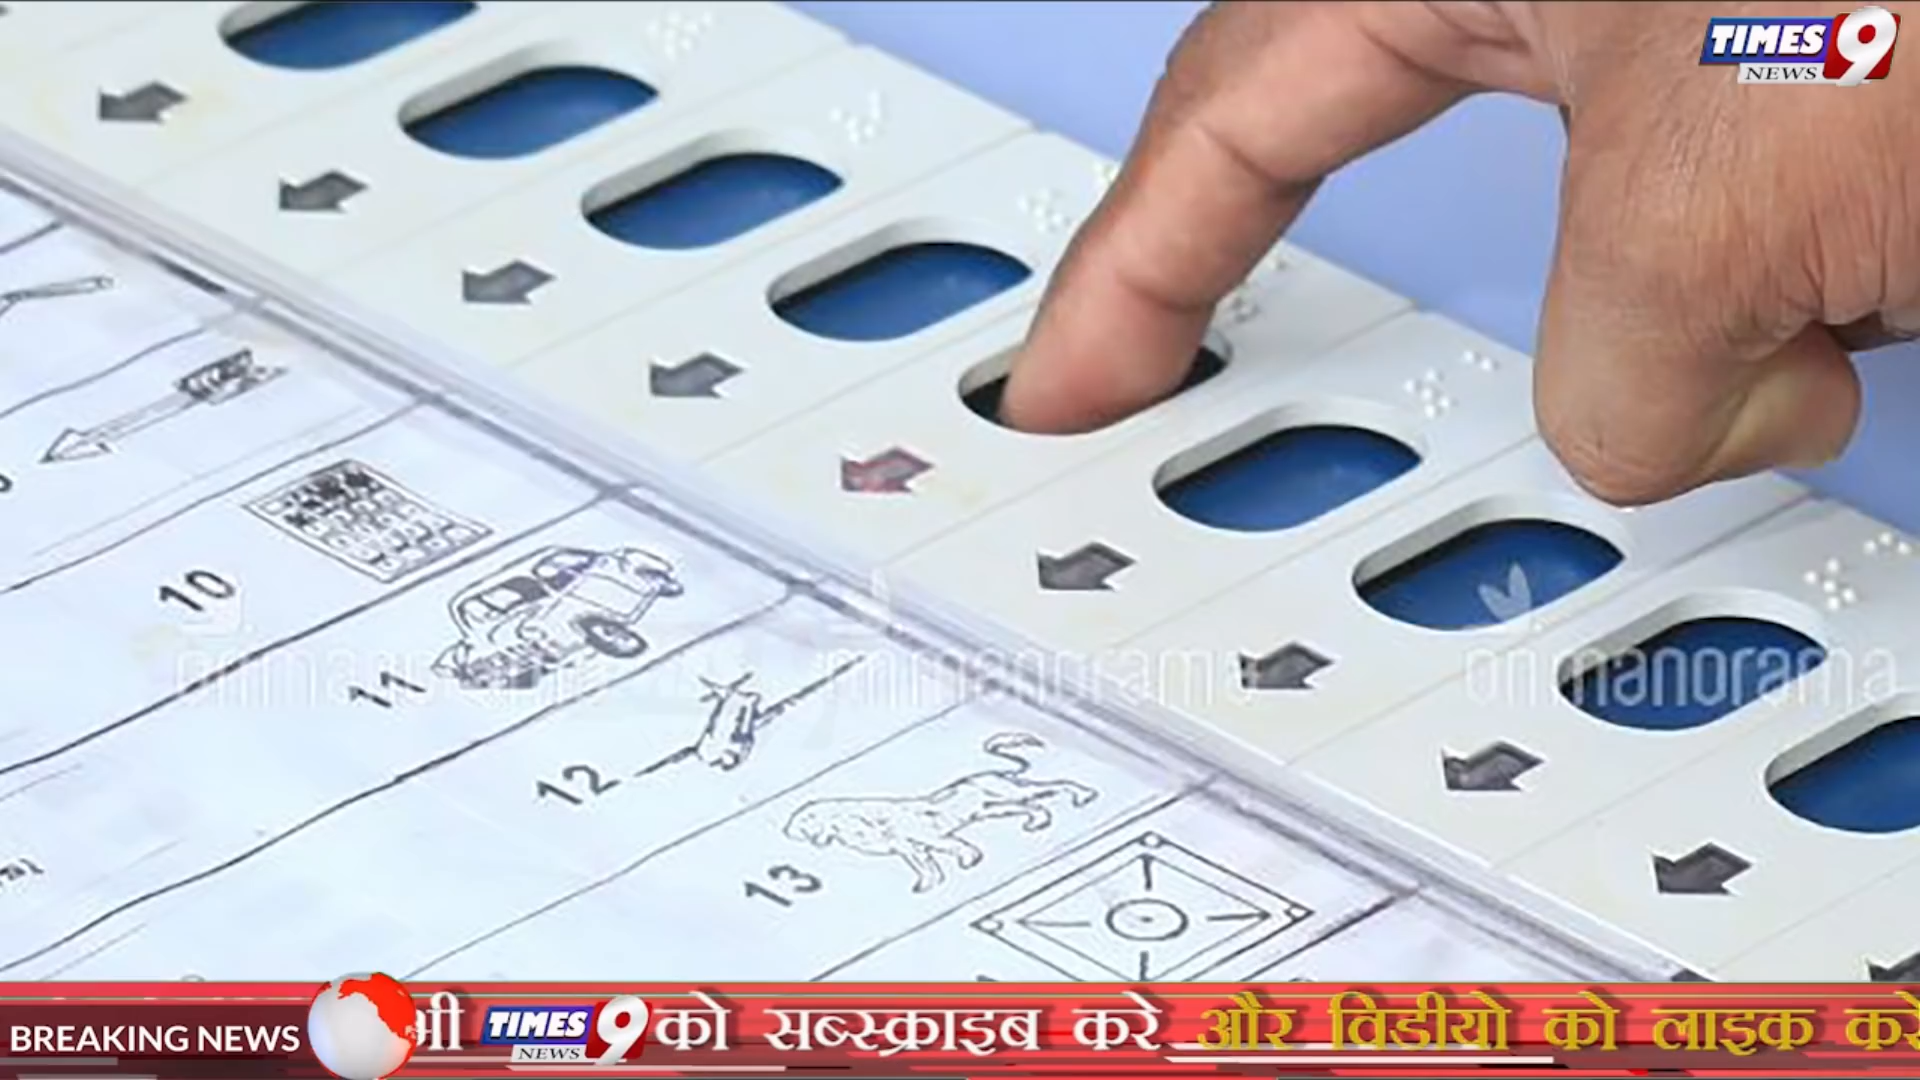 TIMES 9
NEWS
10
11
12
13
onmanorama
onmanorama
onmanorama
BREAKING NEWS
भी TIMES 9 NEWS को सब्स्क्राइब करे और विडीयो को लाइक करे